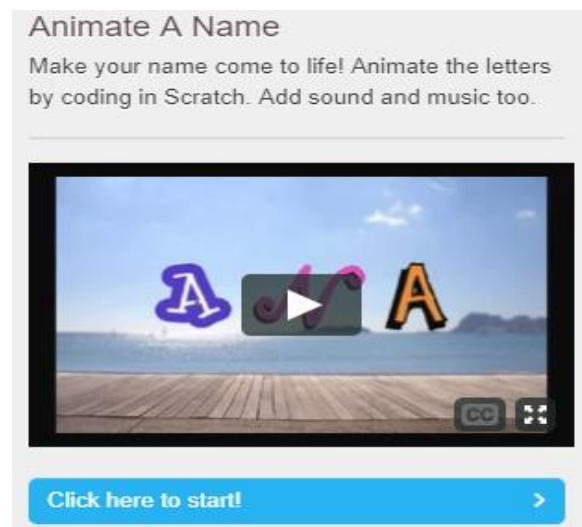 Animate A Name
Make your name come to life! Animate the letters
by coding in Scratch. Add sound and music too.
A N A
CC
Click here to start!